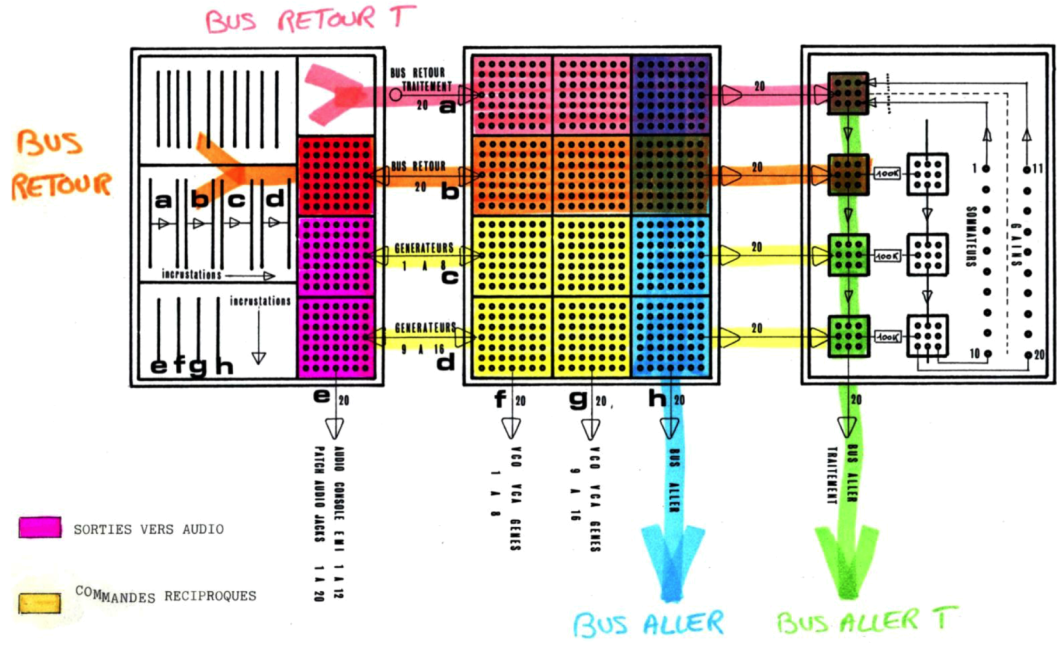 BUS RETOUR T
BUS RETOUR
TRAITEMENT
20
a
20
BUS
RETOUR
BUS RETOUR
20
b
20
100K
1
11
a b c d
incrustations
GENERATEURS
1 A 8
c
20
100K
SOMMATEURS
GAINS
incrustations
GENERATEURS
9 A 16
d
20
100K
10
20
e f g h
e 20
f 20
g 20
h 20
20
AUDIO CONSOLE EMI 1 A 12
PATCH AUDIO JACKS 1 A 20
VCO VCA GENES
1 A 8
VCO VCA GENES
9 A 16
BUS ALLER
BUS ALLER
TRAITEMENT
SORTIES VERS AUDIO
COMMANDES RECIPROQUES
BUS ALLER
BUS ALLER T